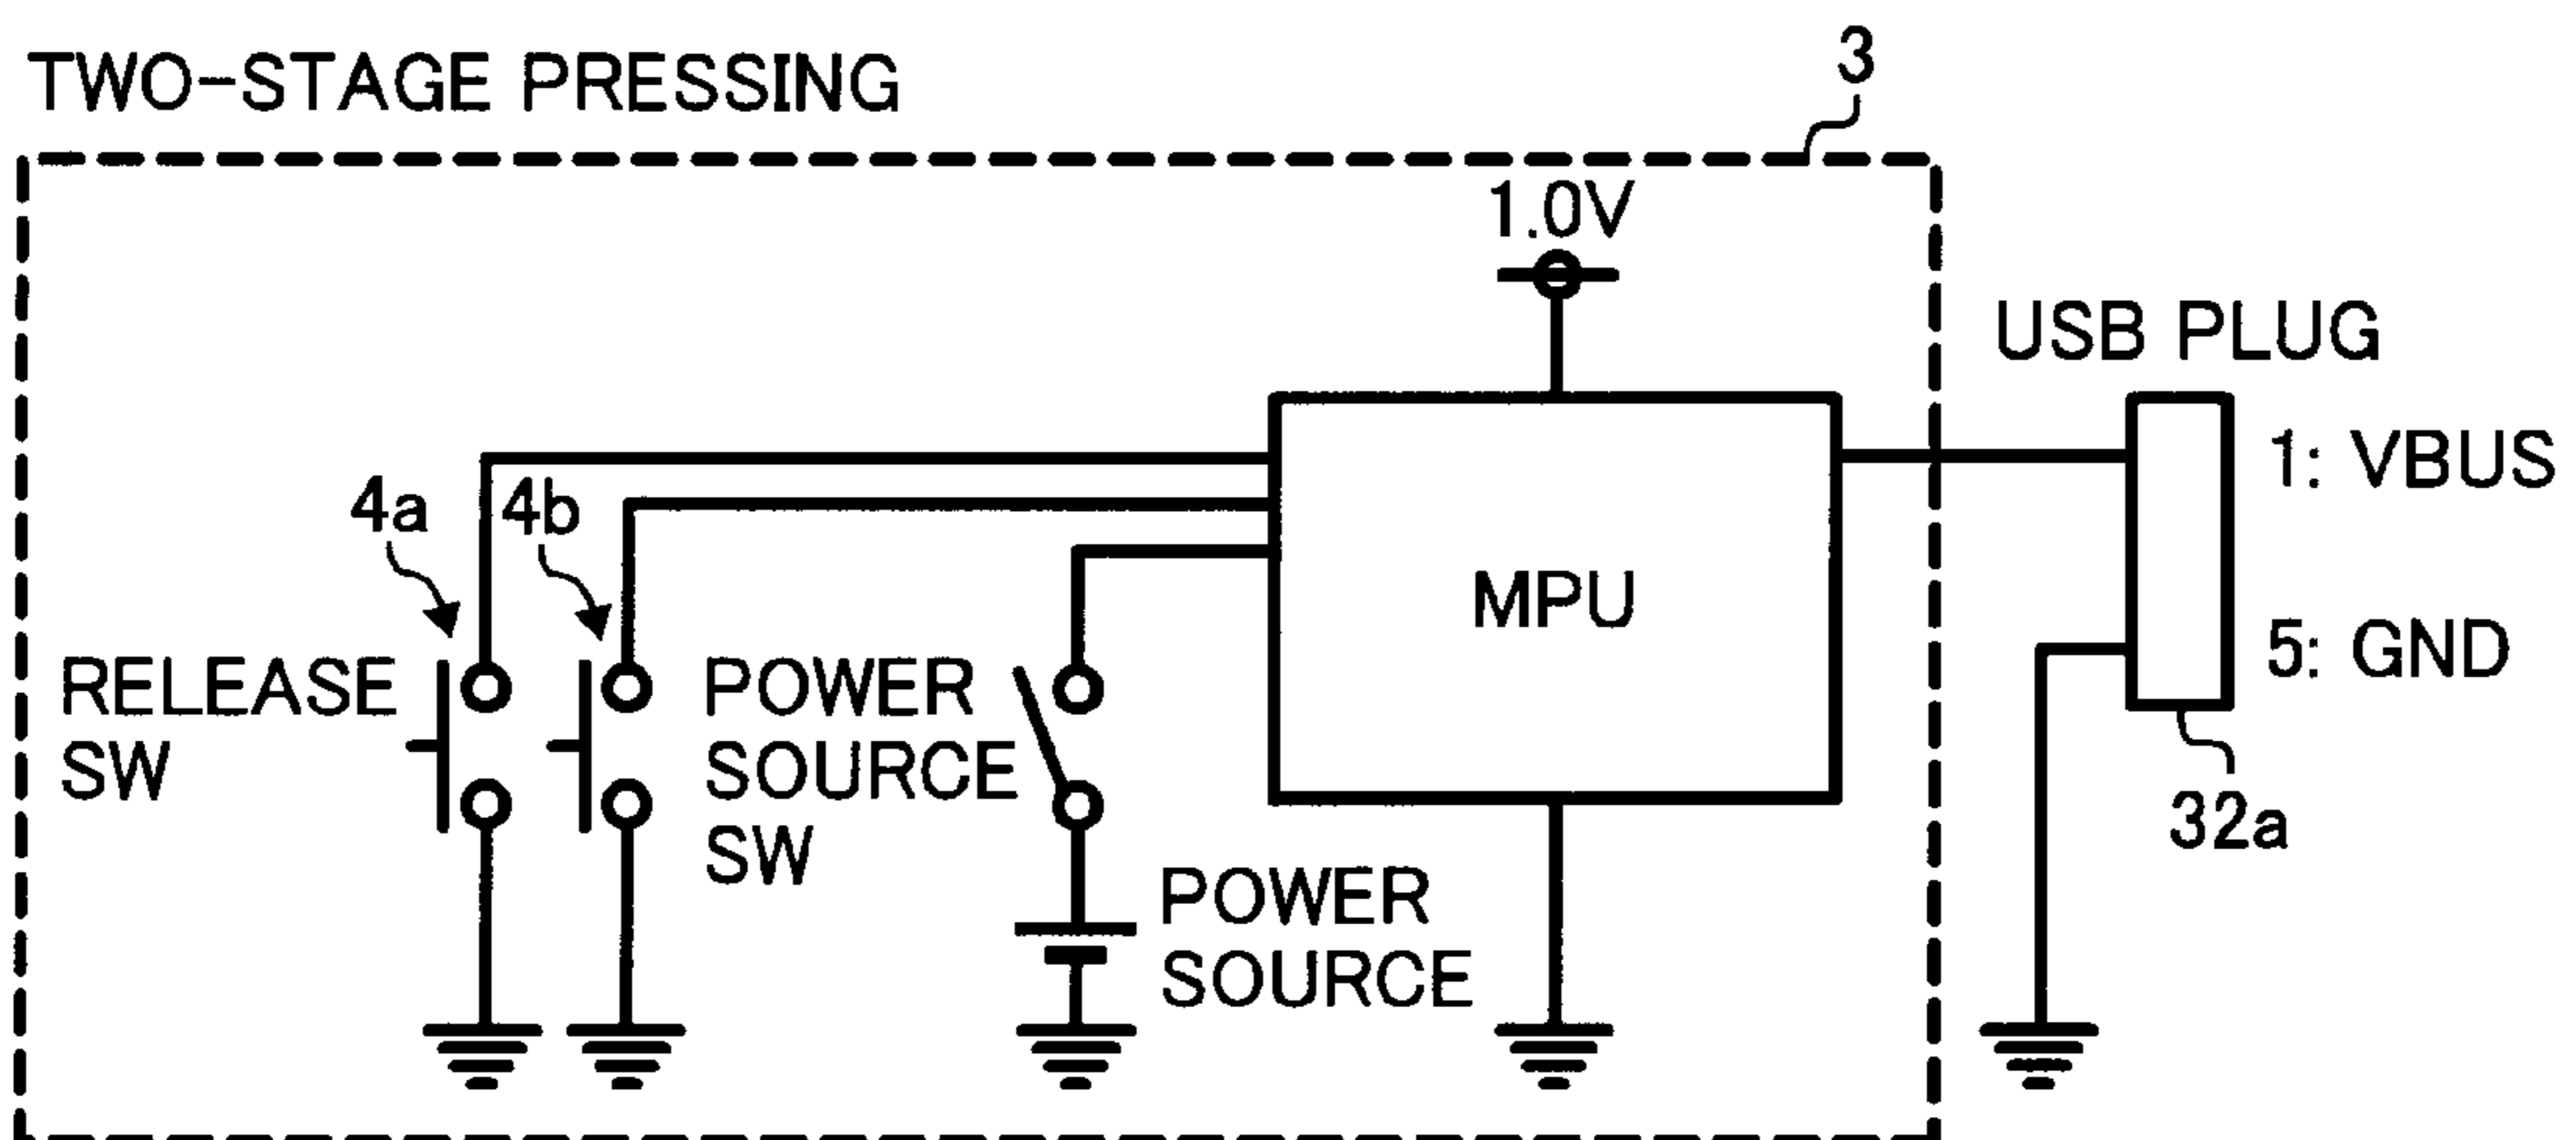 TWO-STAGE PRESSING
3
1.0V
USB PLUG
1: VBUS
4a
4b
MPU
5: GND
RELEASE
SW
POWER
SOURCE
SW
32a
POWER
SOURCE